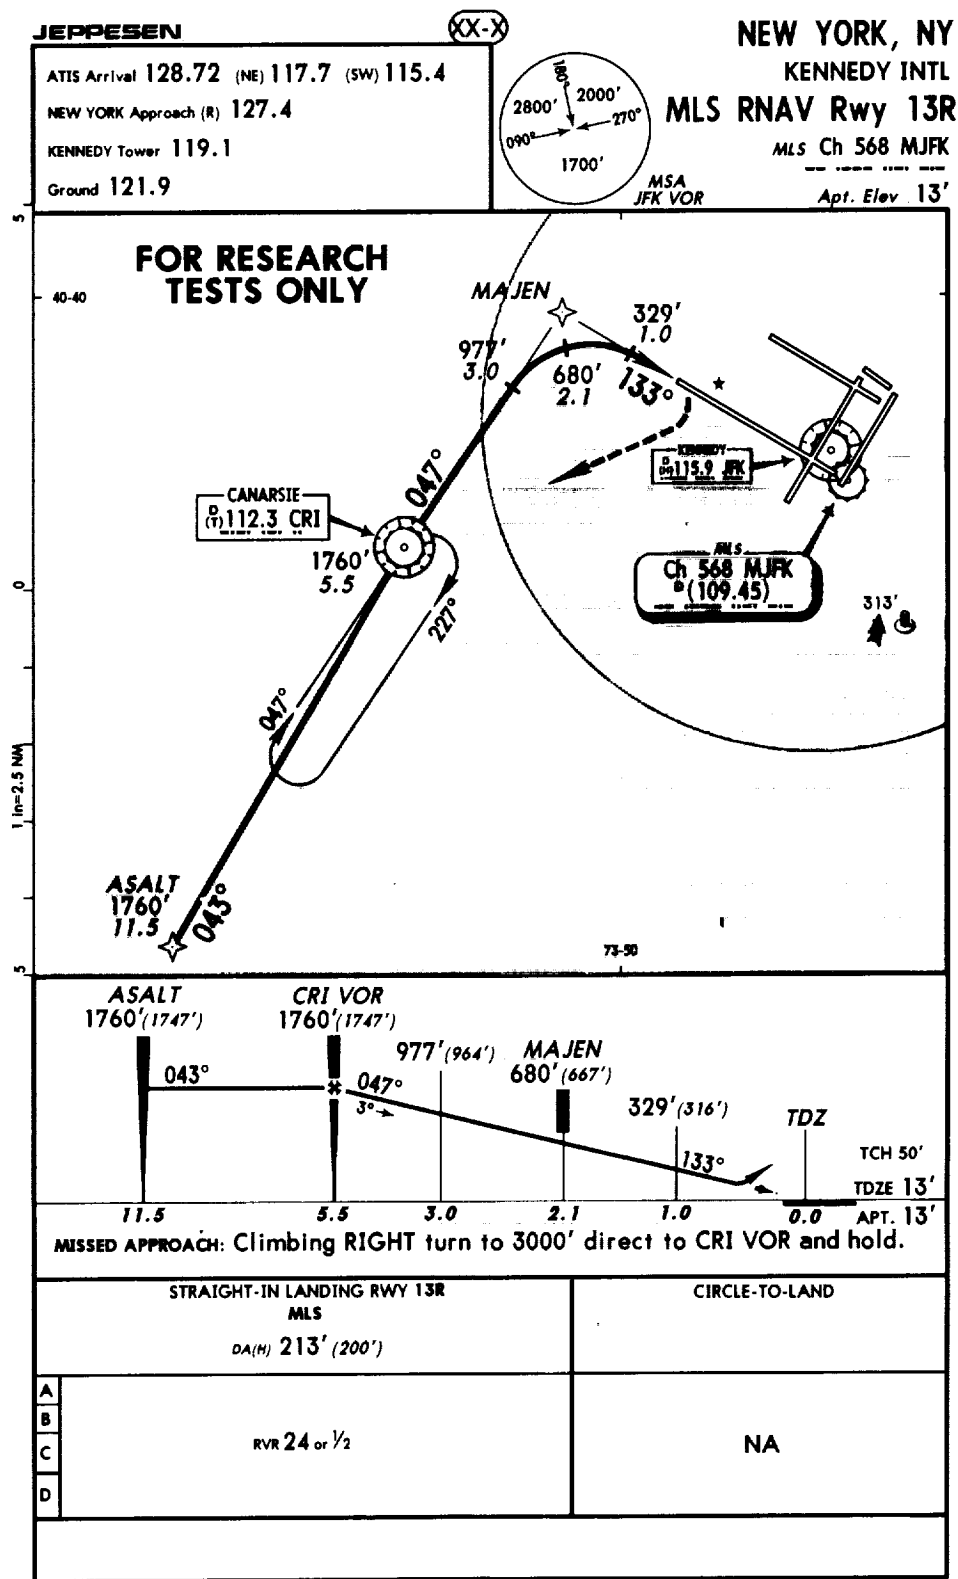 JEPPESEN
XX-X
NEW YORK, NY
KENNEDY INTL
MLS RNAV Rwy 13R
MLS Ch 568 MJFK
Apt. Elev 13'
ATIS Arrival 128.72 (NE) 117.7 (SW) 115.4
NEW YORK Approach (R) 127.4
KENNEDY Tower 119.1
Ground 121.9
180°
2800'
2000'
090°
270°
1700'
MSA
JFK VOR
5
FOR RESEARCH
TESTS ONLY
40-40
MAJEN
329'
1.0
977'
3.0
680'
2.1
133°
KENNEDY
D
(H) 115.9 JFK
047°
CANARSIE
D
(T) 112.3 CRI
1760'
5.5
MLS
Ch 568 MJFK
D (109.45)
313'
0
227°
047°
1 in=2.5 NM
ASALT
1760'
11.5
043°
73-50
5
ASALT
1760'(1747')
CRI VOR
1760'(1747')
977'(964')
MAJEN
680'(667')
043°
047°
3°
329'(316')
TDZ
133°
TCH 50'
TDZE 13'
11.5 5.5 3.0 2.1 1.0 0.0 APT. 13'
MISSED APPROACH: Climbing RIGHT turn to 3000' direct to CRI VOR and hold.
STRAIGHT-IN LANDING RWY 13R
MLS
DA(H) 213' (200')
CIRCLE-TO-LAND
A
B
C
D
RVR 24 or 1/2
NA